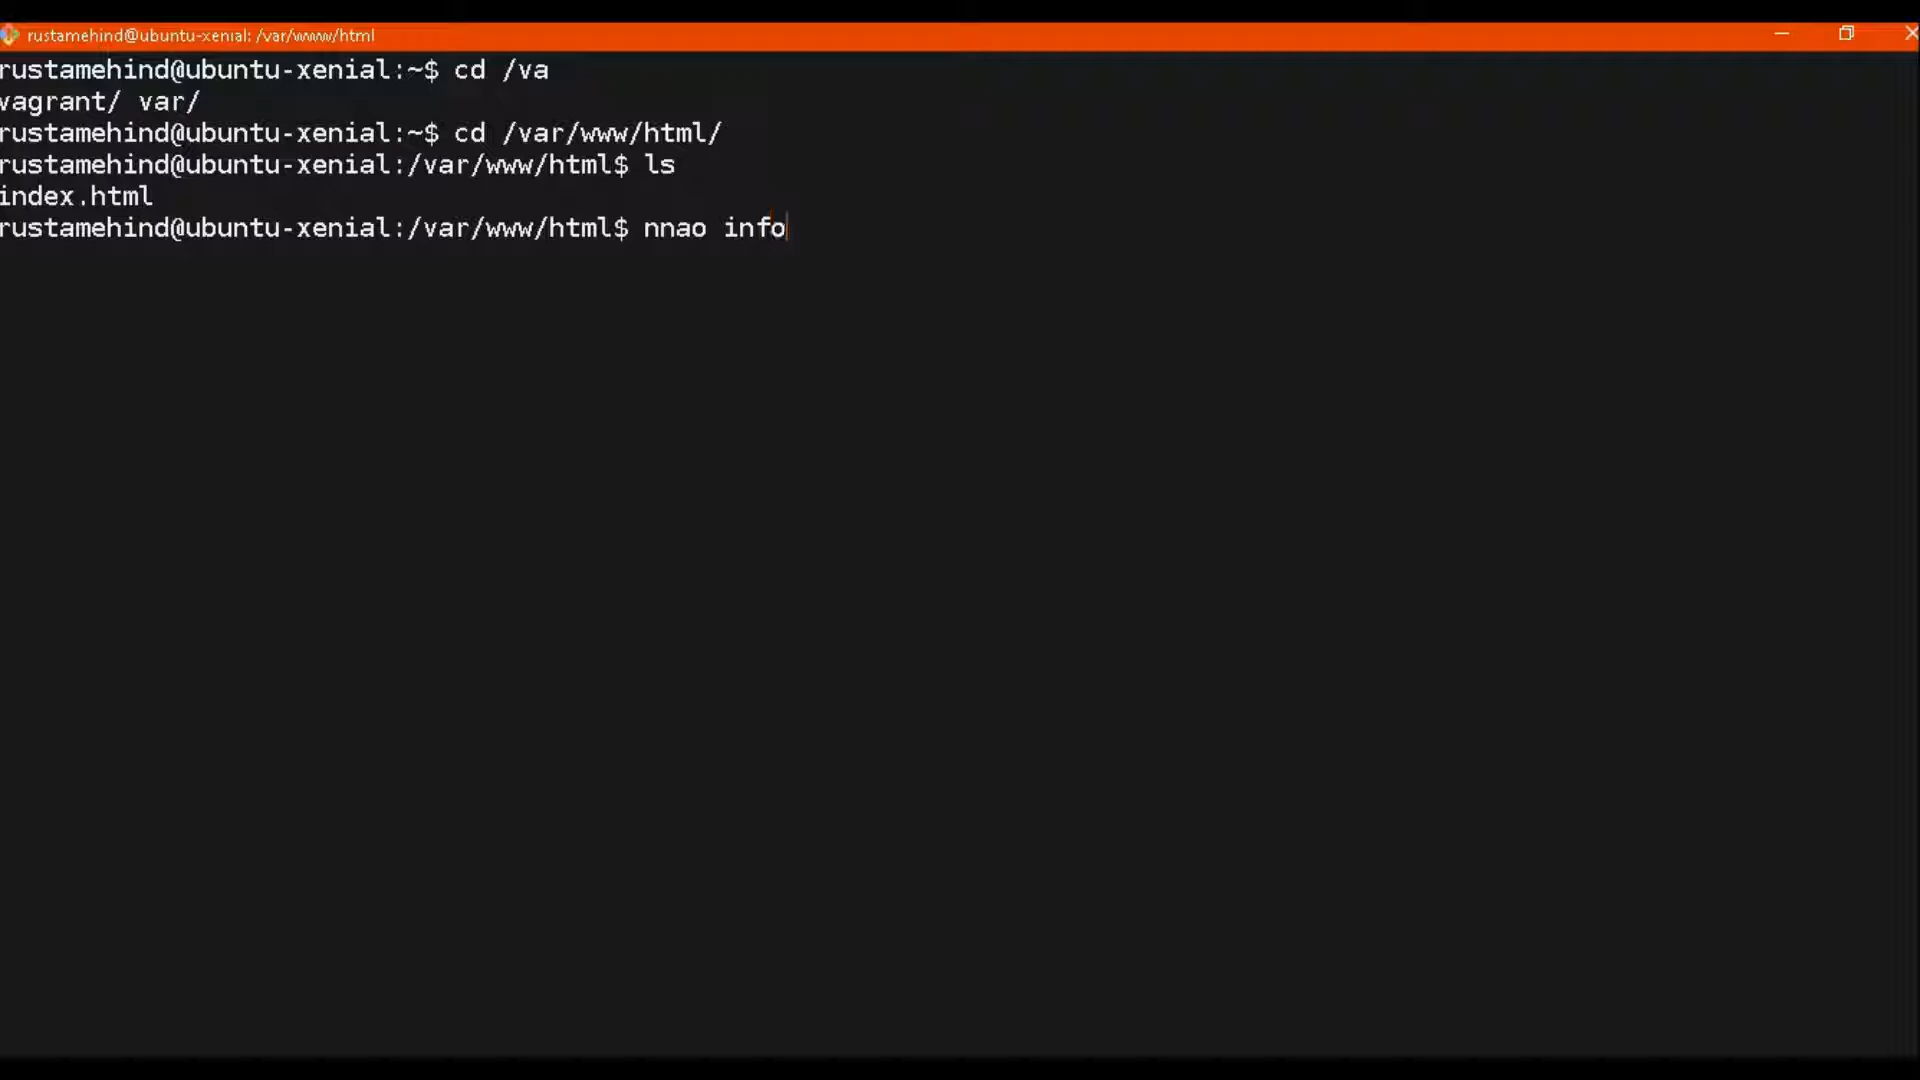 rustamehind@ubuntu-xenial: /var/www/html
rustamehind@ubuntu-xenial:~$ cd /va
vagrant/ var/
rustamehind@ubuntu-xenial:~$ cd /var/www/html/
rustamehind@ubuntu-xenial:/var/www/html$ ls
index.html
rustamehind@ubuntu-xenial:/var/www/html$ nnao info